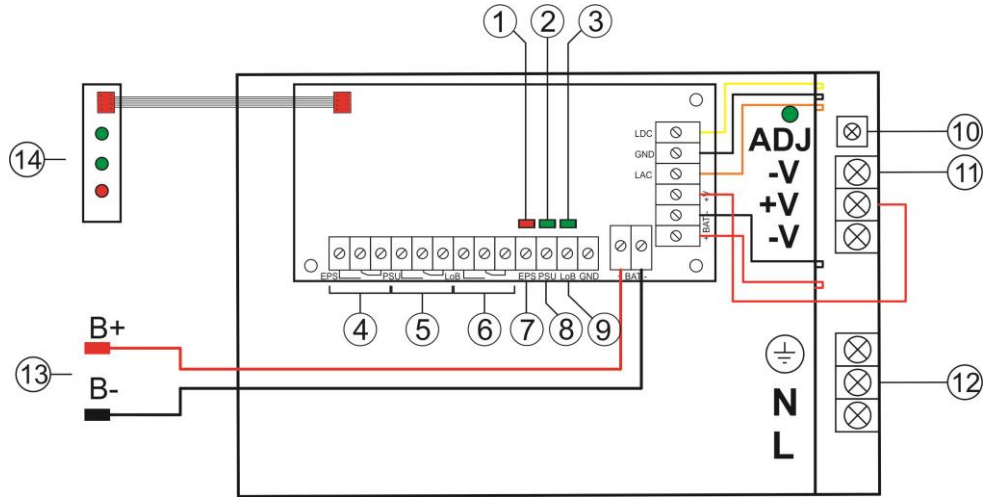 1 2 3
LDC
GND
LAC
+V
- BAT. +
ADJ
-V
+V
-V
10
11
14
EPS PSU LoB EPS PSU LoB GND + BAT. -
4 5 6 7 8 9
B+
B-
13
N
L
12